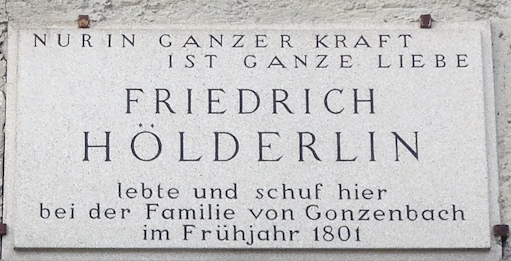 NUR IN GANZER KRAFT
IST GANZE LIEBE
FRIEDRICH
HÖLDERLIN
lebte und schuf hier
bei der Familie von Gonzenbach
im Frühjahr 1801